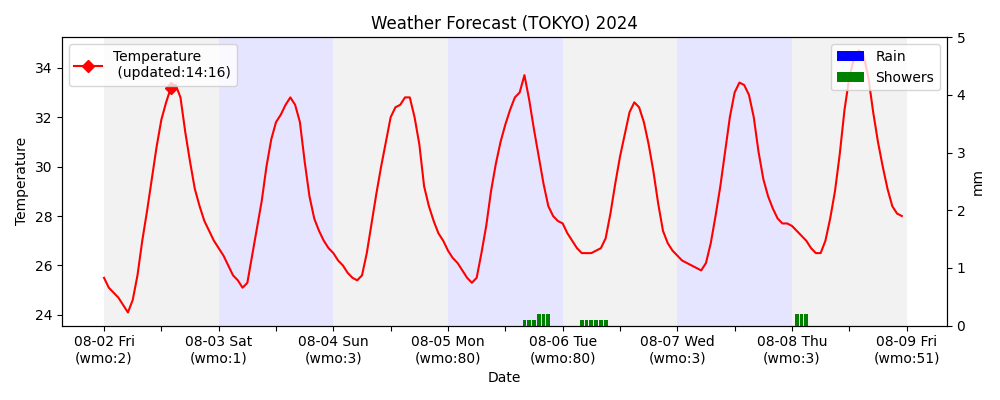 Weather Forecast (TOKYO) 2024
Temperature
(updated:14:16)
Rain
Showers
34
32
30
28
26
24
Temperature
5
4
3
2
1
0
mm
08-02 Fri
(wmo:2)
08-03 Sat
(wmo:1)
08-04 Sun
(wmo:3)
08-05 Mon
(wmo:80)
08-06 Tue
(wmo:80)
08-07 Wed
(wmo:3)
08-08 Thu
(wmo:3)
08-09 Fri
(wmo:51)
Date